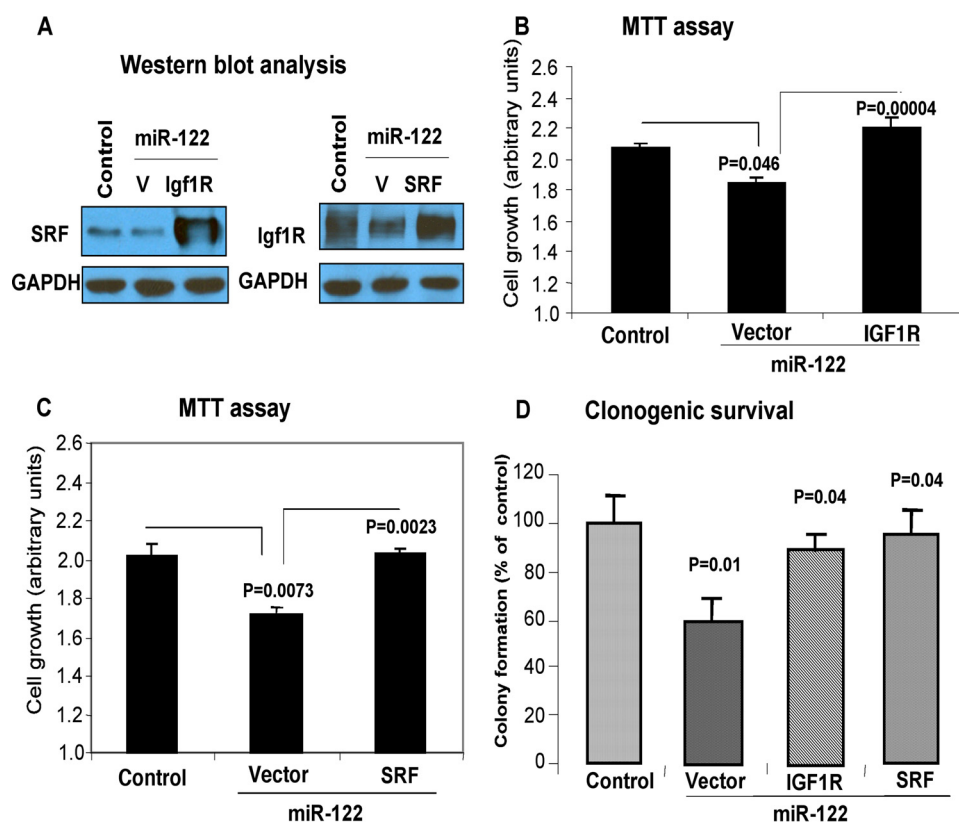 A
Western blot analysis
Control
miR-122
V Igf1R
SRF
GAPDH
Control
miR-122
V SRF
Igf1R
GAPDH
B
MTT assay
Cell growth (arbitrary units)
2.6
2.4
2.2
2.0
1.8
1.6
1.4
1.2
1.0
P=0.046
P=0.00004
Control
Vector
IGF1R
miR-122
C
MTT assay
Cell growth (arbitrary units)
2.6
2.4
2.2
2.0
1.8
1.6
1.4
1.2
1.0
P=0.0073
P=0.0023
Control
Vector
SRF
miR-122
D
Clonogenic survival
Colony formation (% of control)
120
100
80
60
40
20
0
P=0.01
P=0.04
P=0.04
Control
Vector
IGF1R
SRF
miR-122